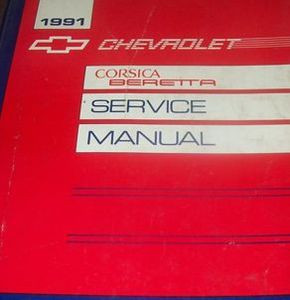 1991
CHEVROLET
CORSICA
BERETTA
SERVICE
MANUAL